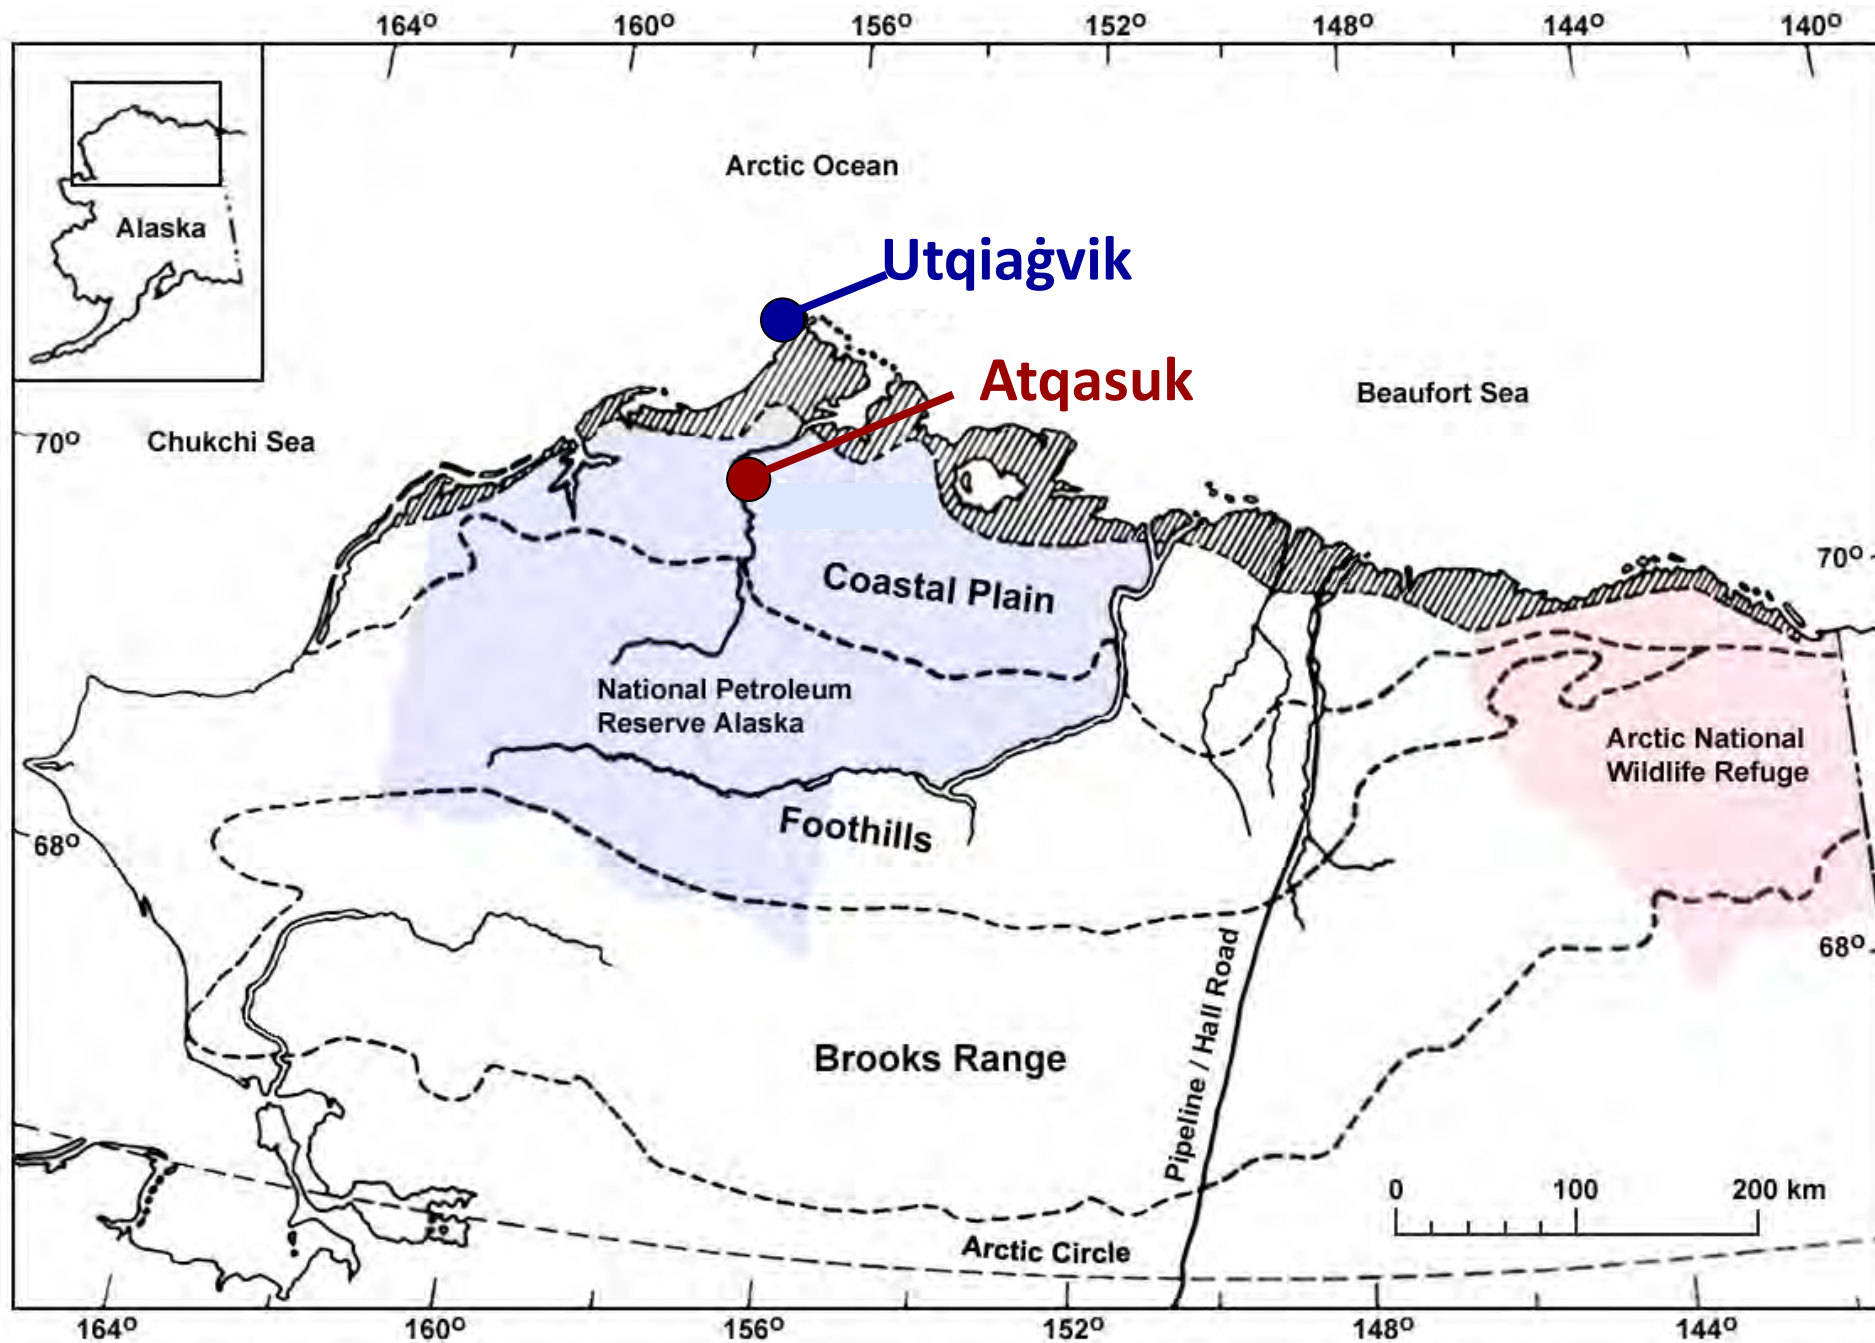 164° 160° 156° 152° 148° 144° 140°
Arctic Ocean
Alaska
Utqiaġvik
Atqasuk
Beaufort Sea
70°
Chukchi Sea
70°
Coastal Plain
National Petroleum
Reserve Alaska
Arctic National
Wildlife Refuge
Foothills
68°
68°
Pipeline / Hall Road
Brooks Range
0 100 200 km
Arctic Circle
164° 160° 156° 152° 148° 144°